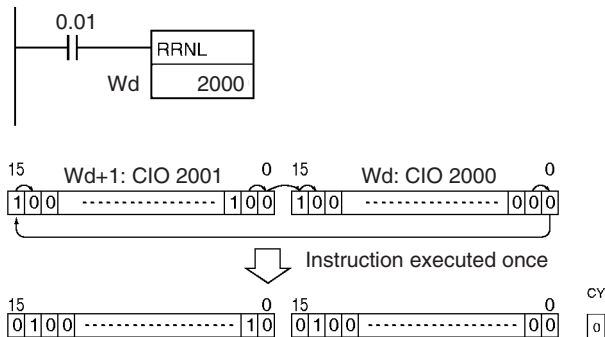 0.01
RRNL
Wd 2000
15 Wd+1: CIO 2001 0 15 Wd: CIO 2000 0
1 0 0 1 0 0 1 0 0 0 0 0
Instruction executed once
15 0 15 0 CY
0 1 0 0 1 0 0 1 0 0 0 0 0